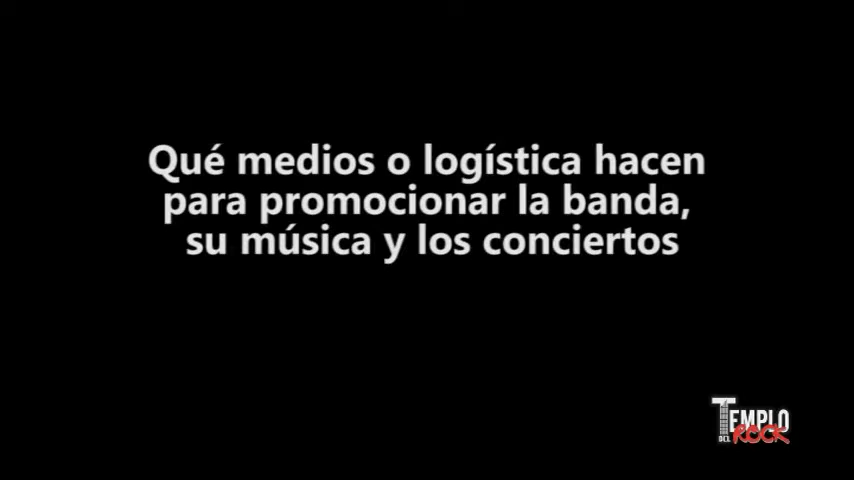 Qué medios o logística hacen
para promocionar la banda,
su música y los conciertos
TEMPLO
DEL ROCK